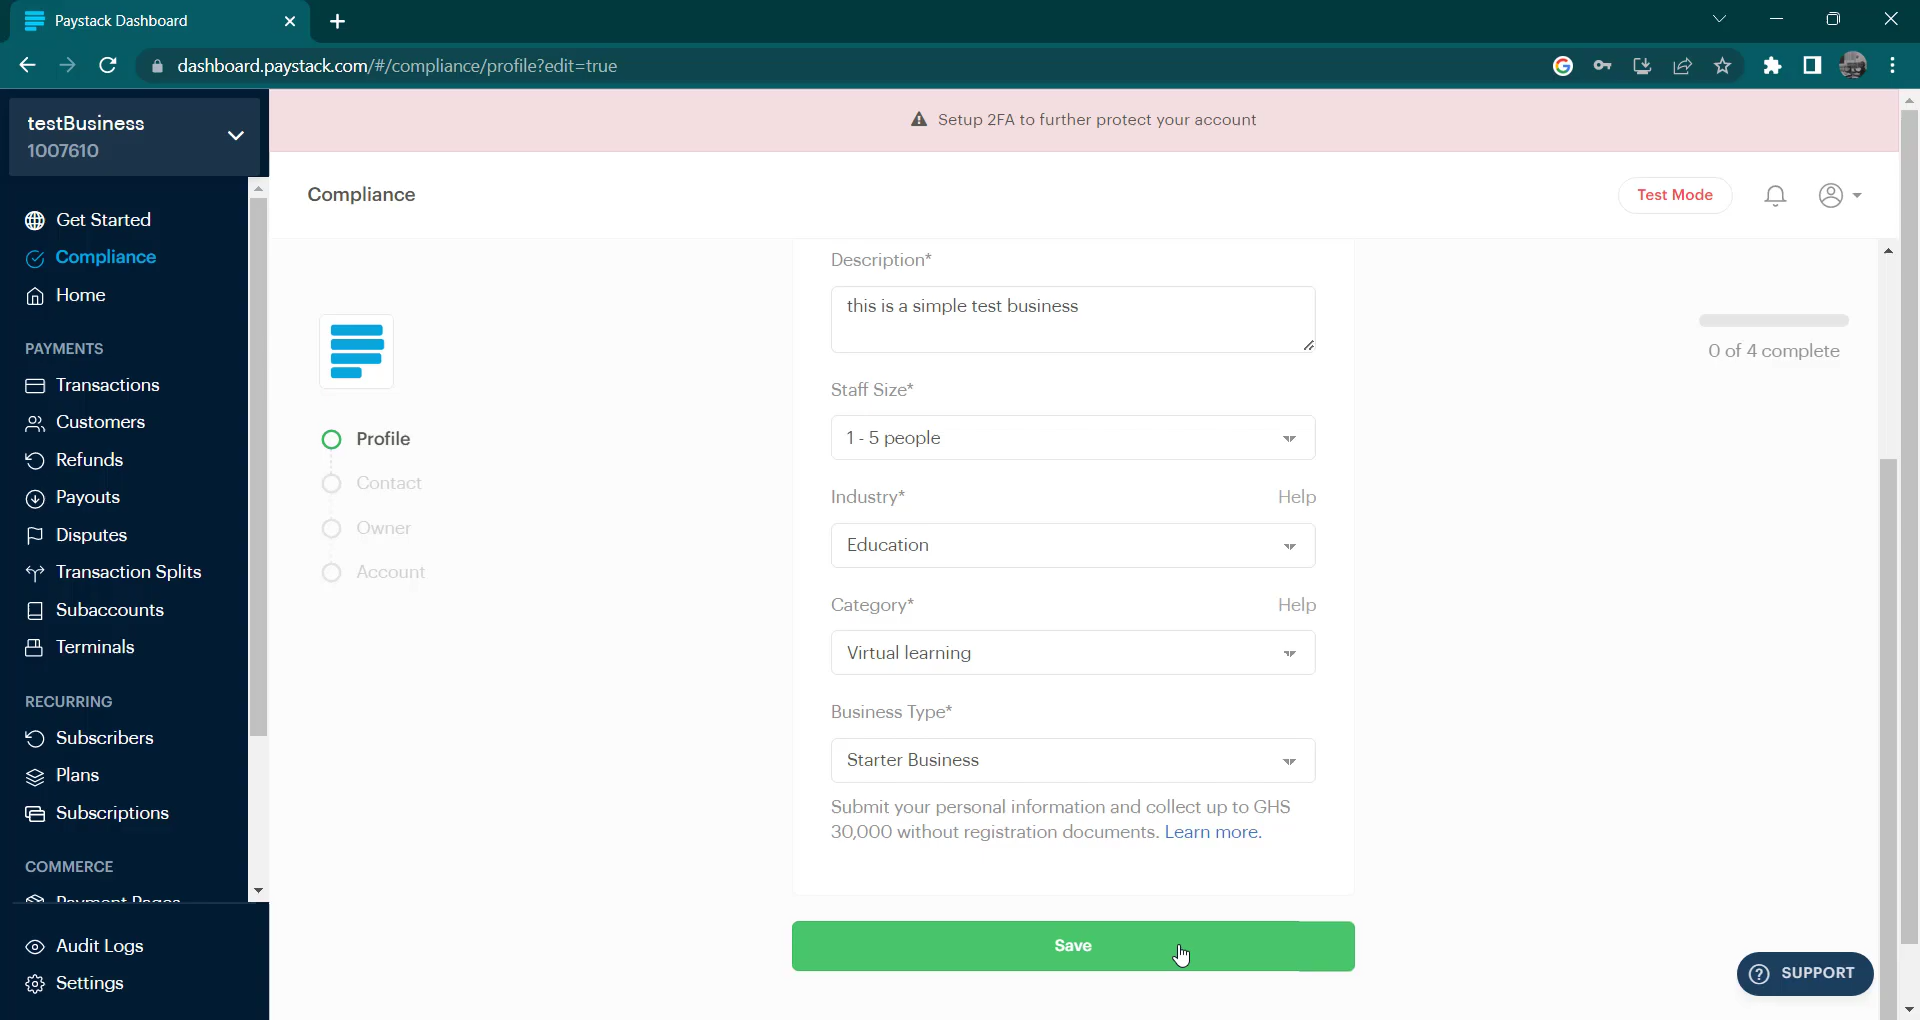 Paystack Dashboard
dashboard.paystack.com/#/compliance/profile?edit=true
testBusiness
1007610
Setup 2FA to further protect your account
Compliance
Test Mode
Get Started
Compliance
Home
PAYMENTS
Transactions
Customers
Refunds
Payouts
Disputes
Transaction Splits
Subaccounts
Terminals
RECURRING
Subscribers
Plans
Subscriptions
COMMERCE
Payment Pages
Audit Logs
Settings
Profile
Contact
Owner
Account
Description*
this is a simple test business
Staff Size*
1 - 5 people
Industry* Help
Education
Category* Help
Virtual learning
Business Type*
Starter Business
Submit your personal information and collect up to GHS
30,000 without registration documents. Learn more.
Save
0 of 4 complete
SUPPORT